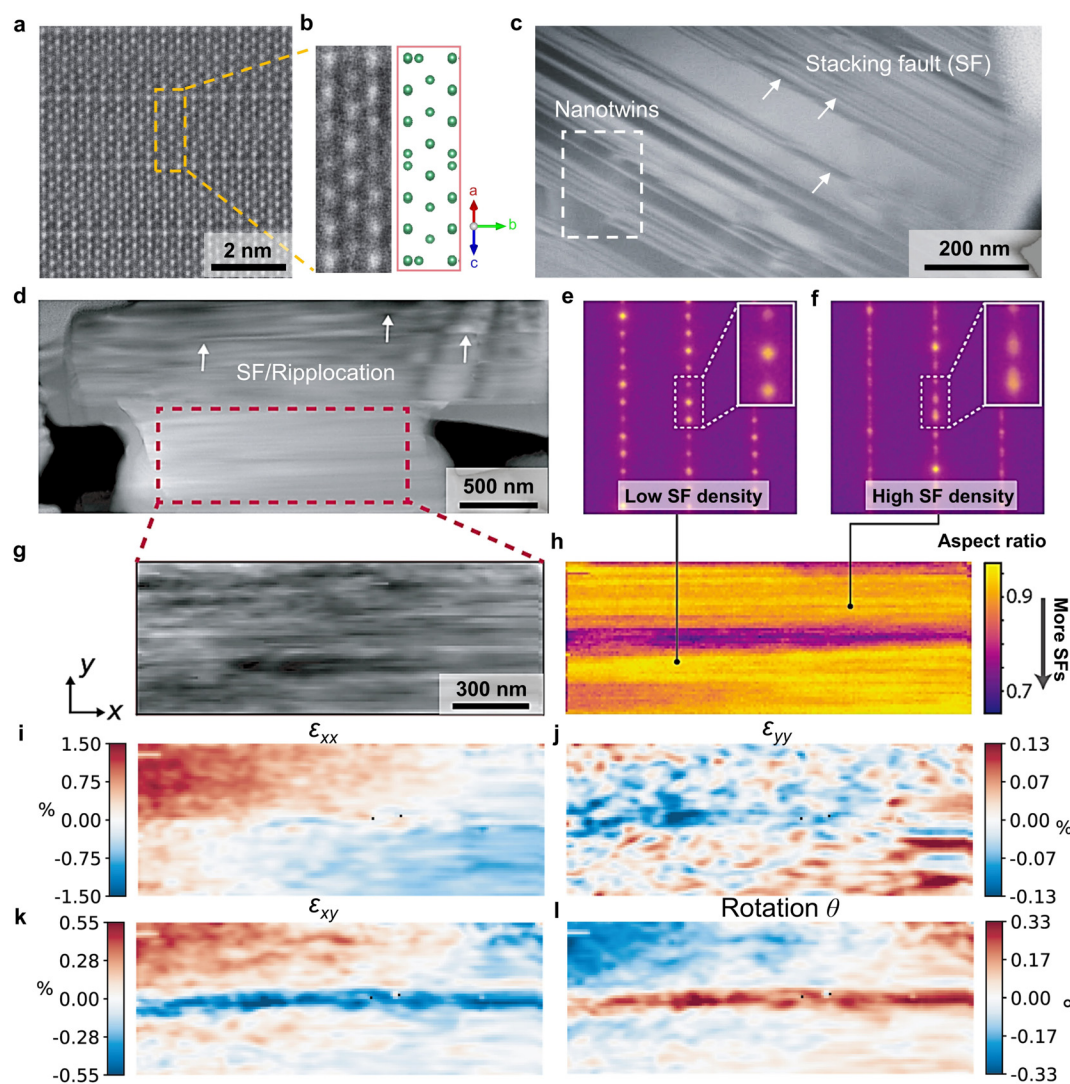 a
2 nm
b
a
b
c
c
Stacking fault (SF)
Nanotwins
200 nm
d
SF/Ripplocation
500 nm
e
Low SF density
f
High SF density
g
y
x
300 nm
h
Aspect ratio
0.9
0.7
More SFs
i
εxx
1.50
0.75
0.00
-0.75
-1.50
%
j
εyy
0.13
0.07
0.00
-0.07
-0.13
%
k
εxy
0.55
0.28
0.00
-0.28
-0.55
%
l
Rotation θ
0.33
0.17
0.00
-0.17
-0.33
°